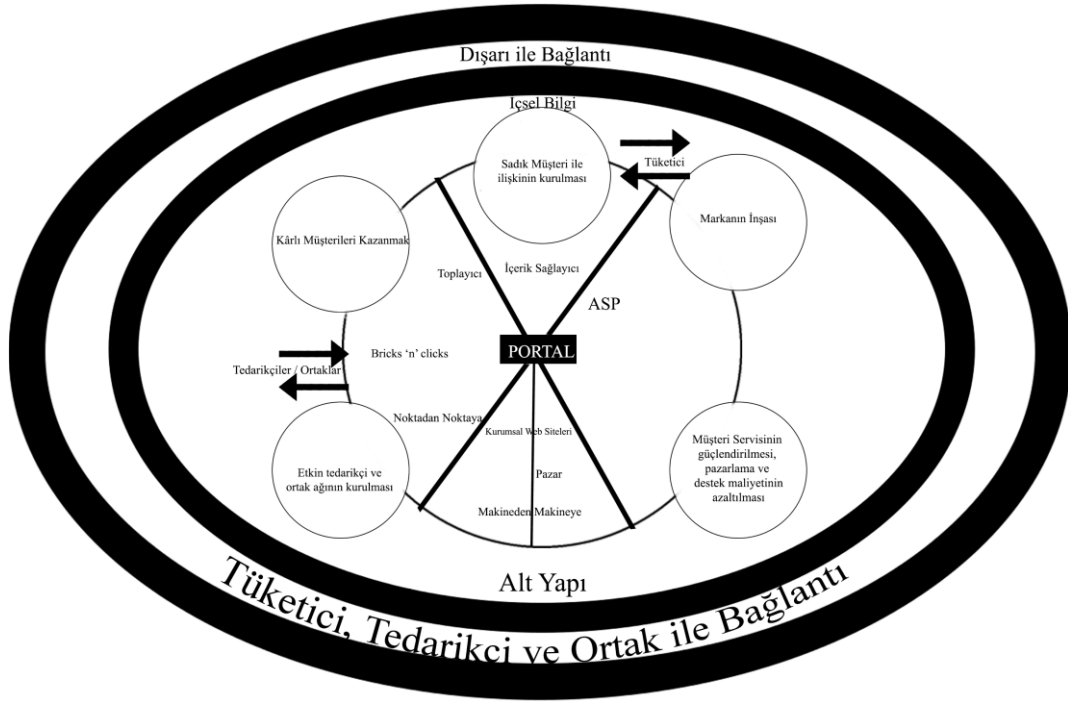 Dışarı ile Bağlantı
Içsel Bilgi
Sadık Müşteri ile
ilişkinin kurulması
Tüketici
Markanın İnşası
Kârlı Müşterileri Kazanmak
Toplayıcı
İçerik Sağlayıcı
ASP
Bricks ‘n’ clicks
PORTAL
Tedarikçiler / Ortaklar
Noktadan Noktaya
Kurumsal Web Siteleri
Müşteri Servisinin
güçlendirilmesi,
pazarlama ve
destek maliyetinin
azaltılması
Etkin tedarikçi ve
ortak ağının kurulması
Pazar
Makineden Makineye
Alt Yapı
Tüketici, Tedarikçi ve Ortak ile Bağlantı